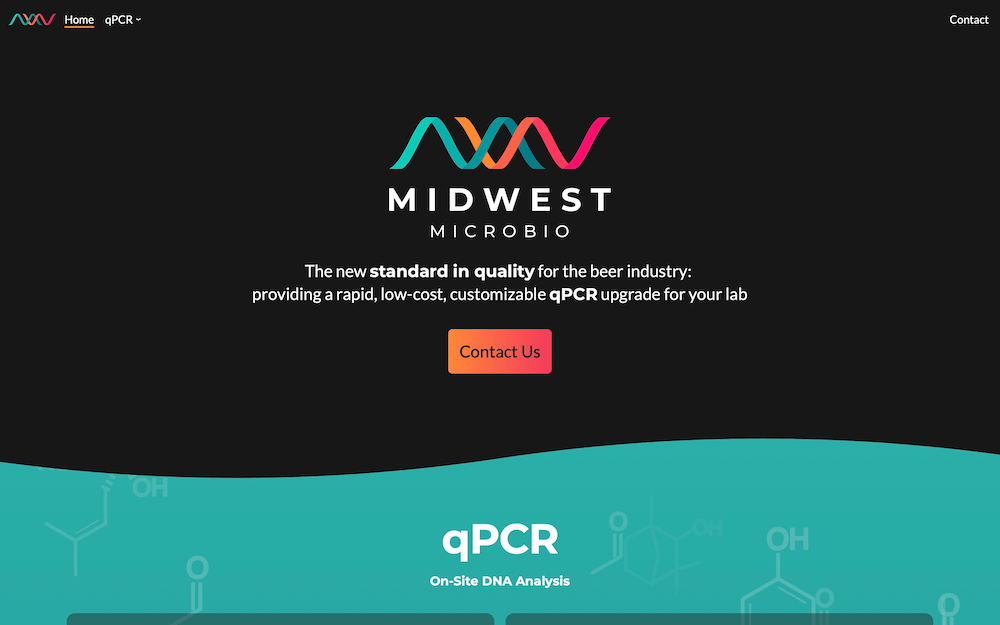 Home qPCR Contact
MIDWEST
MICROBIO
The new standard in quality for the beer industry:
providing a rapid, low-cost, customizable qPCR upgrade for your lab
Contact Us
OH
O
OH
OH
qPCR
On-Site DNA Analysis
O
O
O